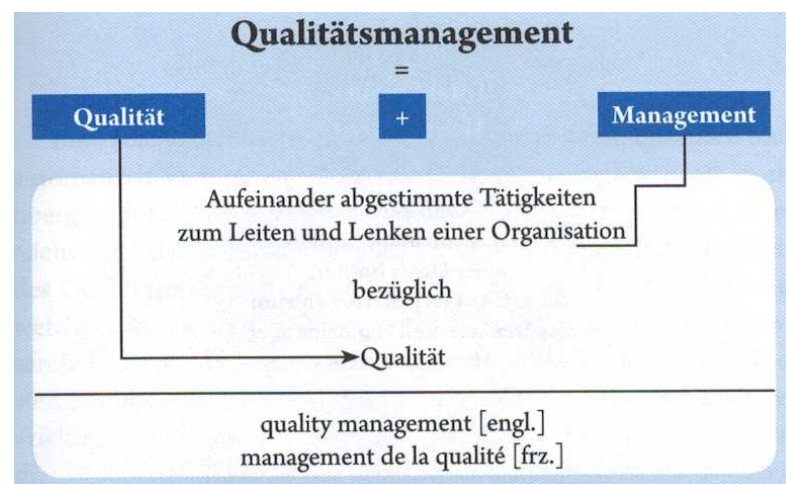 Qualitätsmanagement
=
Qualität + Management
Aufeinander abgestimmte Tätigkeiten
zum Leiten und Lenken einer Organisation
bezüglich
Qualität
quality management [engl.]
management de la qualité [frz.]